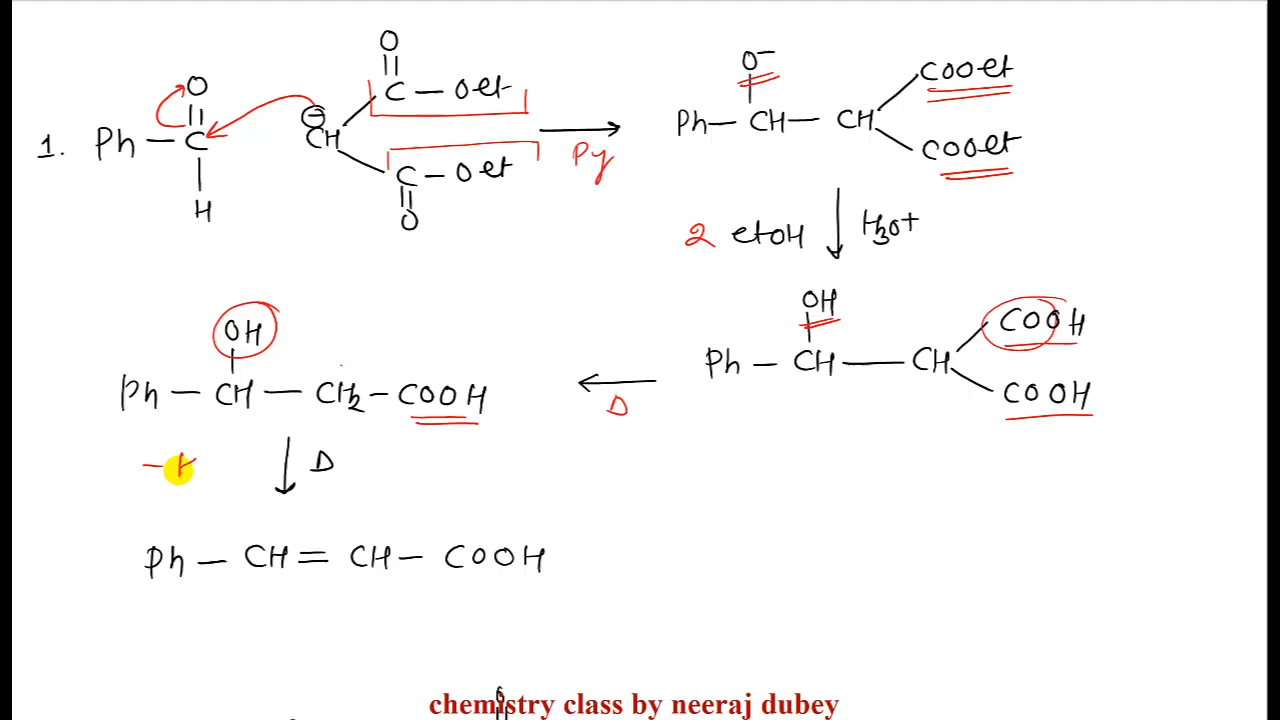 1. Ph – C (=O) – H ⊖CH (C(=O) – Oet) (C(=O) – Oet) → Py
Ph – CH(O⁻) – CH (COOet) (COOet)
2 etOH ↓ H3O+
Ph – CH(OH) – CH (COOH) (COOH)
← Δ
Ph – CH(OH) – CH2 – COOH
↓ Δ
Ph – CH = CH – COOH
chemistry class by neeraj dubey